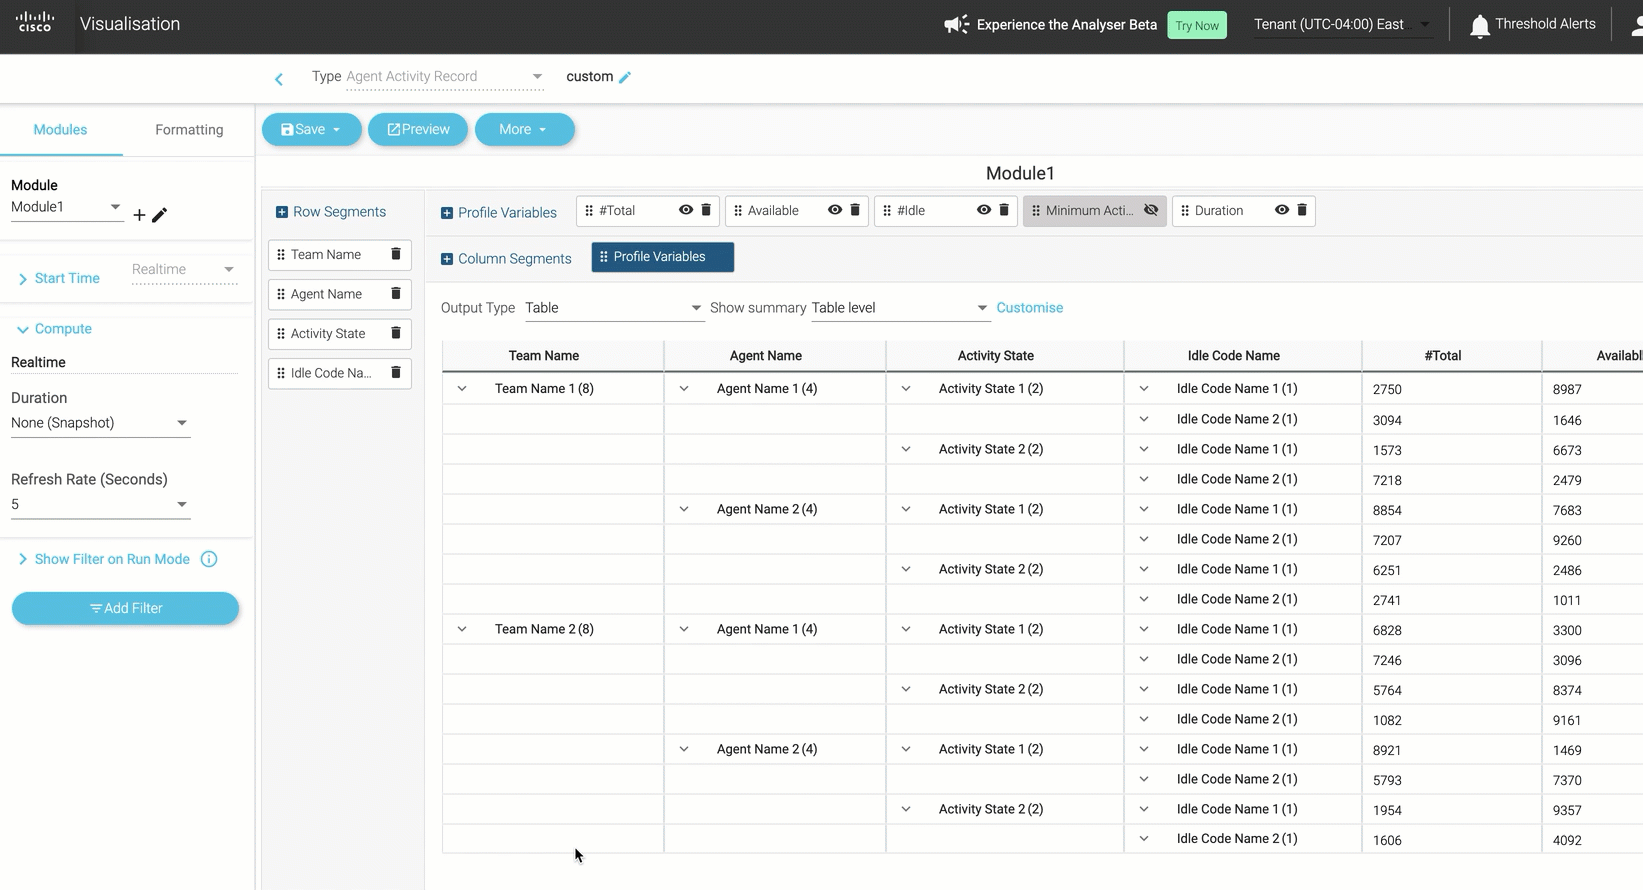 cisco
Visualisation
Experience the Analyser Beta
Try Now
Tenant (UTC-04:00) East
Threshold Alerts
Type Agent Activity Record
custom
Modules
Formatting
Save
Preview
More
Module1
Module
Module1
Start Time
Realtime
Compute
Realtime
Duration
None (Snapshot)
Refresh Rate (Seconds)
5
Show Filter on Run Mode
Add Filter
Row Segments
Team Name
Agent Name
Activity State
Idle Code Na...
Profile Variables
#Total
Available
#Idle
Minimum Acti...
Duration
Column Segments
Profile Variables
Output Type Table
Show summary Table level
Customise
Team Name Agent Name Activity State Idle Code Name #Total Availabl
Team Name 1 (8) Agent Name 1 (4) Activity State 1 (2) Idle Code Name 1 (1) 2750 8987
Idle Code Name 2 (1) 3094 1646
Activity State 2 (2) Idle Code Name 1 (1) 1573 6673
Idle Code Name 2 (1) 7218 2479
Agent Name 2 (4) Activity State 1 (2) Idle Code Name 1 (1) 8854 7683
Idle Code Name 2 (1) 7207 9260
Activity State 2 (2) Idle Code Name 1 (1) 6251 2486
Idle Code Name 2 (1) 2741 1011
Team Name 2 (8) Agent Name 1 (4) Activity State 1 (2) Idle Code Name 1 (1) 6828 3300
Idle Code Name 2 (1) 7246 3096
Activity State 2 (2) Idle Code Name 1 (1) 5764 8374
Idle Code Name 2 (1) 1082 9161
Agent Name 2 (4) Activity State 1 (2) Idle Code Name 1 (1) 8921 1469
Idle Code Name 2 (1) 5793 7370
Activity State 2 (2) Idle Code Name 1 (1) 1954 9357
Idle Code Name 2 (1) 1606 4092